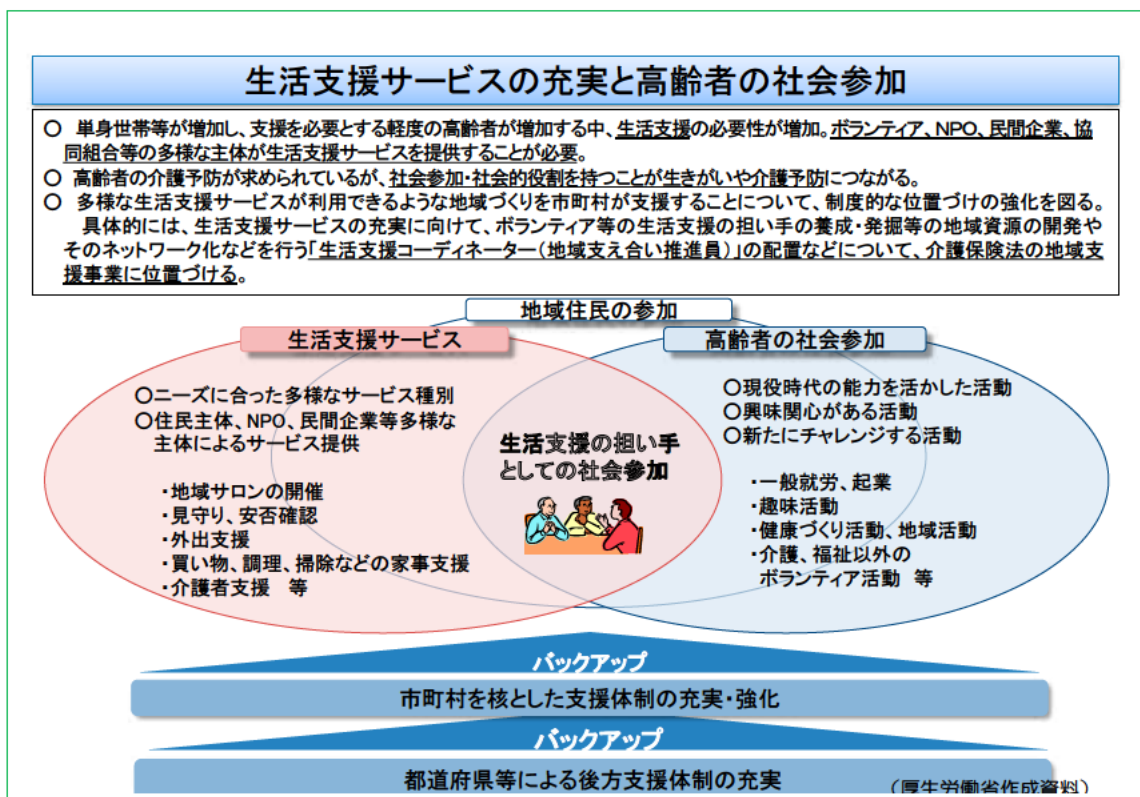 生活支援サービスの充実と高齢者の社会参加
○ 単身世帯等が増加し、支援を必要とする軽度の高齢者が増加する中、生活支援の必要性が増加。ボランティア、NPO、民間企業、協
同組合等の多様な主体が生活支援サービスを提供することが必要。
○ 高齢者の介護予防が求められているが、社会参加・社会的役割を持つことが生きがいや介護予防につながる。
○ 多様な生活支援サービスが利用できるような地域づくりを市町村が支援することについて、制度的な位置づけの強化を図る。
具体的には、生活支援サービスの充実に向けて、ボランティア等の生活支援の担い手の養成・発掘等の地域資源の開発や
そのネットワーク化などを行う「生活支援コーディネーター(地域支え合い推進員)」の配置などについて、介護保険法の地域支
援事業に位置づける。
地域住民の参加
生活支援サービス
○ニーズに合った多様なサービス種別
○住民主体、NPO、民間企業等多様な
主体によるサービス提供
・地域サロンの開催
・見守り、安否確認
・外出支援
・買い物、調理、掃除などの家事支援
・介護者支援 等
生活支援の担い手
としての社会参加
高齢者の社会参加
○現役時代の能力を活かした活動
○興味関心がある活動
○新たにチャレンジする活動
・一般就労、起業
・趣味活動
・健康づくり活動、地域活動
・介護、福祉以外の
ボランティア活動 等
バックアップ
市町村を核とした支援体制の充実・強化
バックアップ
都道府県等による後方支援体制の充実
(厚生労働省作成資料)